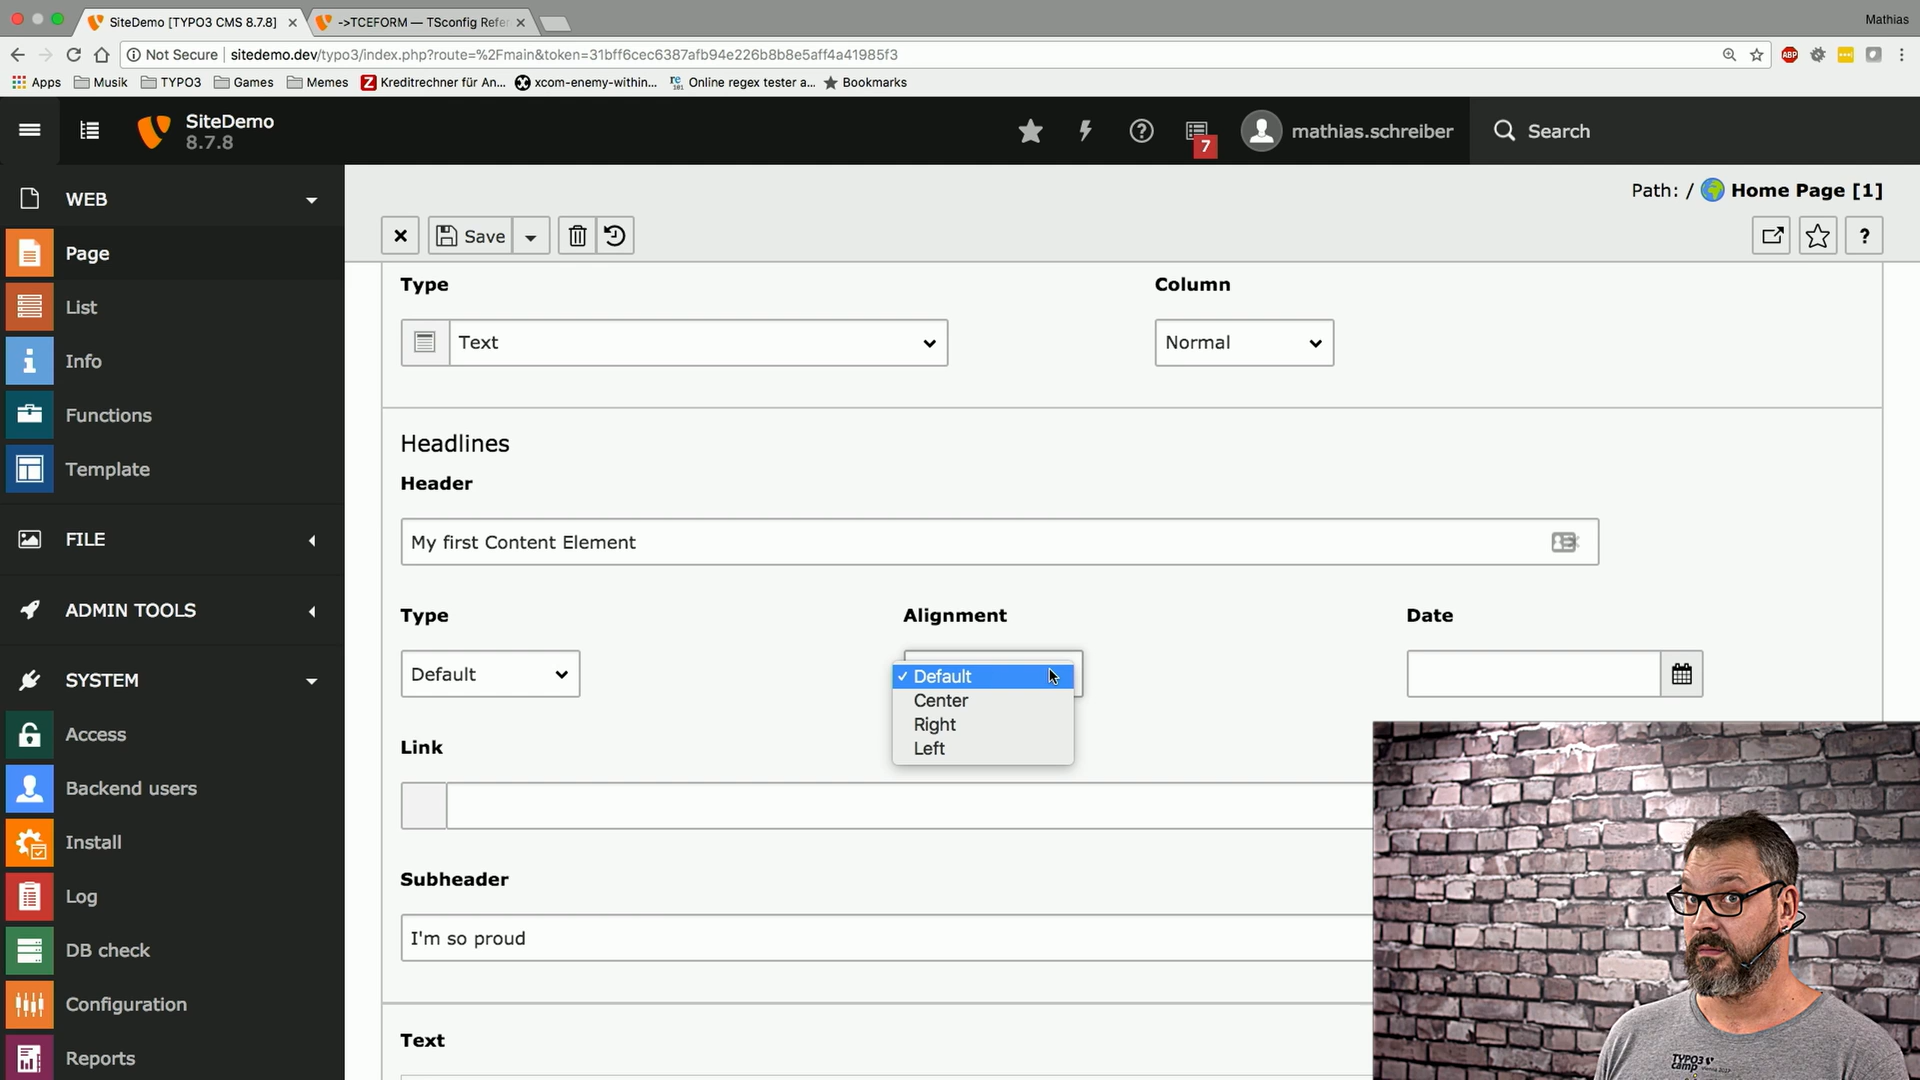 SiteDemo [TYPO3 CMS 8.7.8]
->TCEFORM — TSconfig Refer
Mathias
Not Secure
sitedemo.dev/typo3/index.php?route=%2Fmain&token=31bff6cec6387afb94e226b8b8e5aff4a41985f3
ABP
Apps
Musik
TYPO3
Games
Memes
Kreditrechner für An...
xcom-enemy-within...
Online regex tester a...
Bookmarks
SiteDemo
8.7.8
7
mathias.schreiber
Search
WEB
Page
List
Info
Functions
Template
FILE
ADMIN TOOLS
SYSTEM
Access
Backend users
Install
Log
DB check
Configuration
Reports
Path: / Home Page [1]
Save
Type
Column
Text
Normal
Headlines
Header
My first Content Element
Type
Alignment
Date
Default
Default
Center
Right
Left
Link
Subheader
I'm so proud
Text
TYPO3
camp